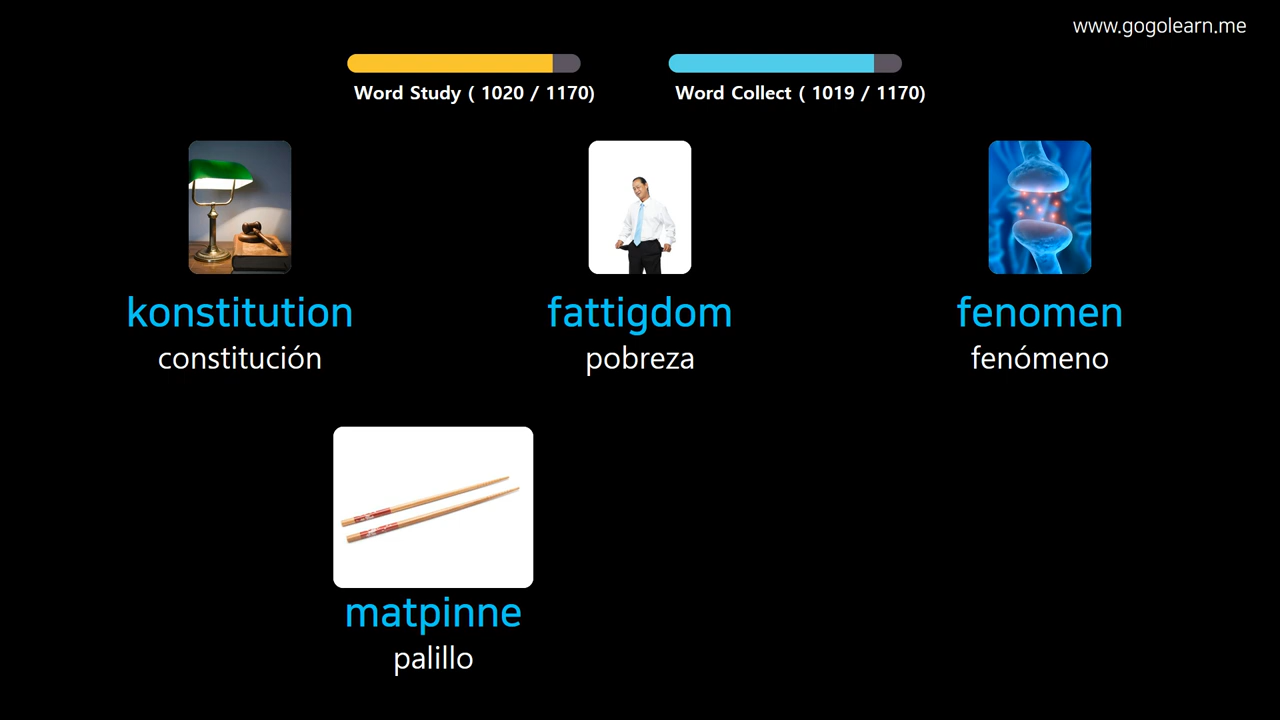 www.gogolearn.me
Word Study ( 1020 / 1170)
Word Collect ( 1019 / 1170)
konstitution
constitución
fattigdom
pobreza
fenomen
fenómeno
matpinne
palillo